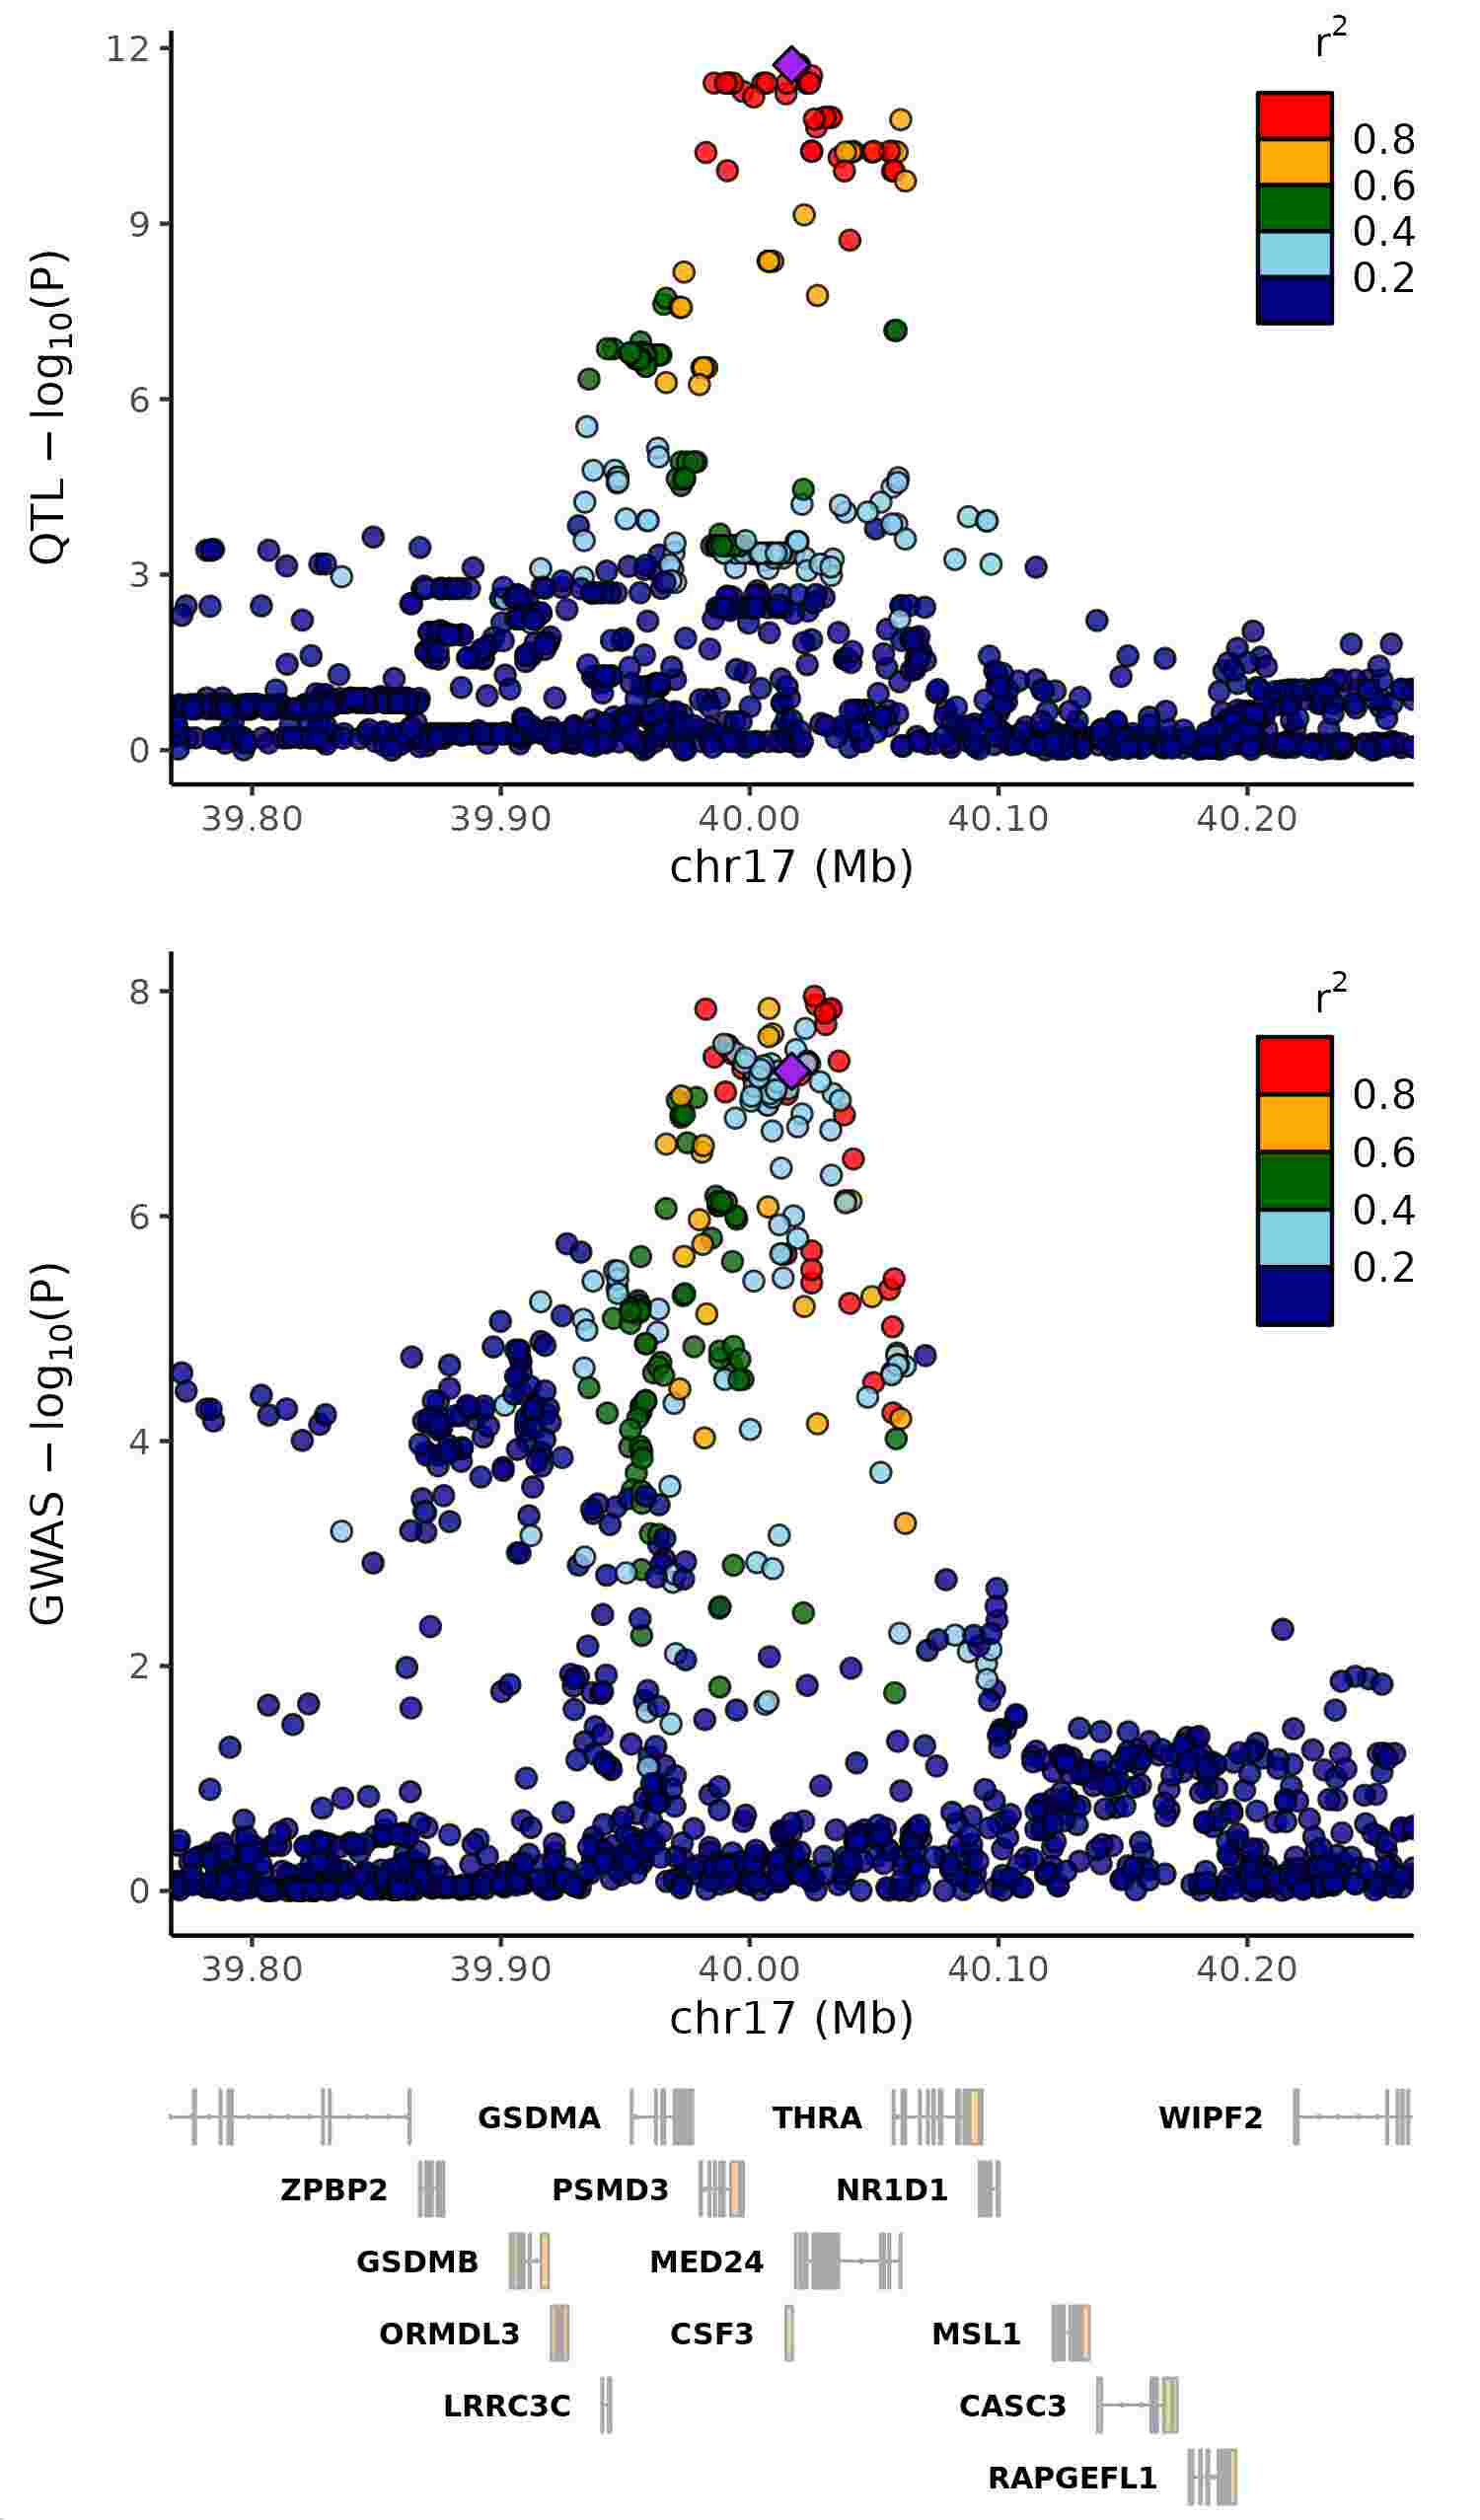 r²
12
9
6
3
0
QTL −log₁₀(P)
0.8
0.6
0.4
0.2
39.80 39.90 40.00 40.10 40.20
chr17 (Mb)
r²
8
6
4
2
0
GWAS −log₁₀(P)
0.8
0.6
0.4
0.2
39.80 39.90 40.00 40.10 40.20
chr17 (Mb)
GSDMA THRA WIPF2
ZPBP2 PSMD3 NR1D1
GSDMB MED24
ORMDL3 CSF3 MSL1
LRRC3C CASC3
RAPGEFL1